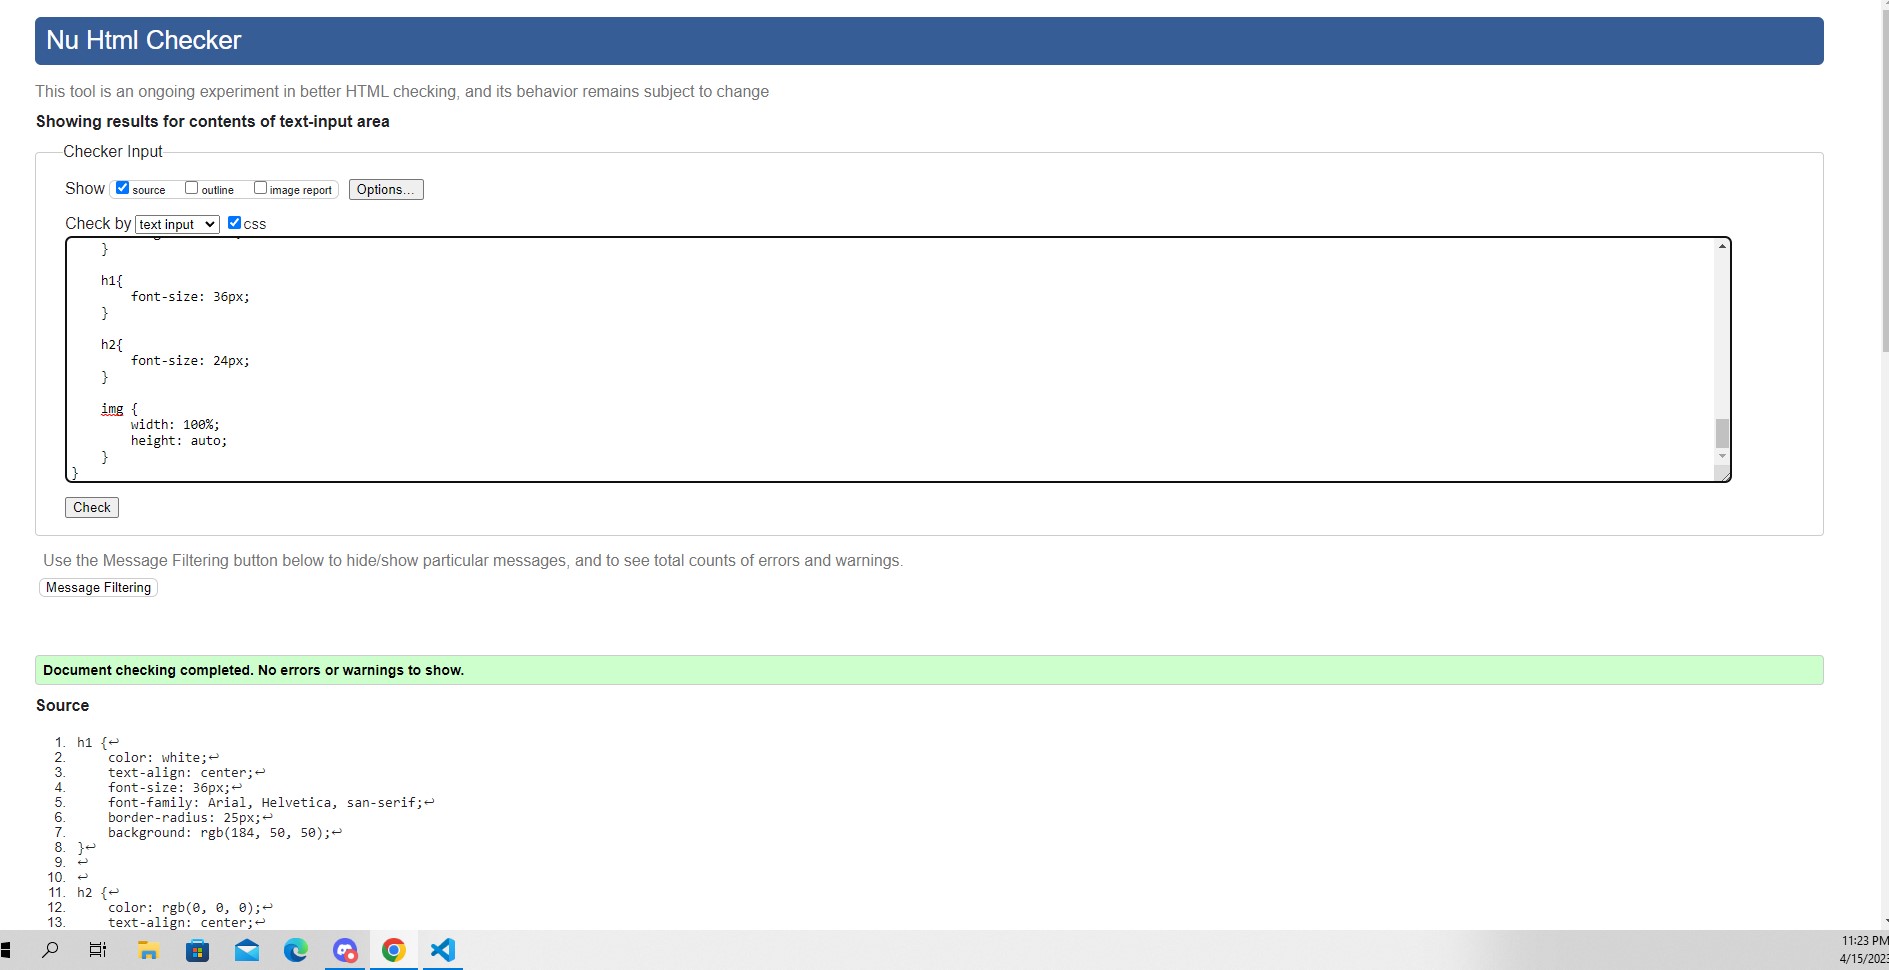 Nu Html Checker
This tool is an ongoing experiment in better HTML checking, and its behavior remains subject to change
Showing results for contents of text-input area
Checker Input
Show source outline image report Options...
Check by text input css
}
h1{
font-size: 36px;
}
h2{
font-size: 24px;
}
img {
width: 100%;
height: auto;
}
}
Check
Use the Message Filtering button below to hide/show particular messages, and to see total counts of errors and warnings.
Message Filtering
Document checking completed. No errors or warnings to show.
Source
1. h1 {↩
2. color: white;↩
3. text-align: center;↩
4. font-size: 36px;↩
5. font-family: Arial, Helvetica, san-serif;↩
6. border-radius: 25px;↩
7. background: rgb(184, 50, 50);↩
8. }↩
9. ↩
10. ↩
11. h2 {↩
12. color: rgb(0, 0, 0);↩
13. text-align: center;↩
11:23 PM
4/15/202